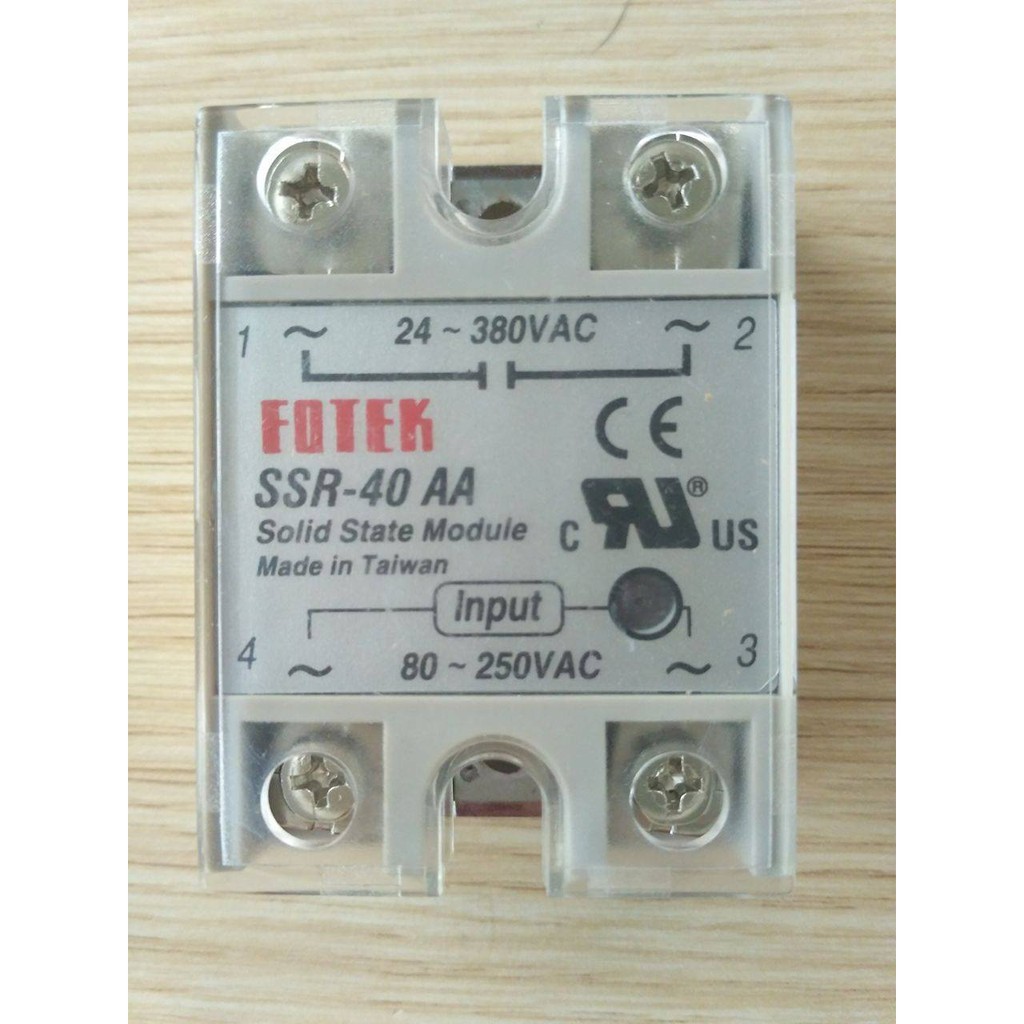 1 ~ 24 ~ 380VAC ~ 2
FOTEK
CE
SSR-40 AA
Solid State Module
C RU® US
Made in Taiwan
Input
4 ~ 80 ~ 250VAC ~ 3